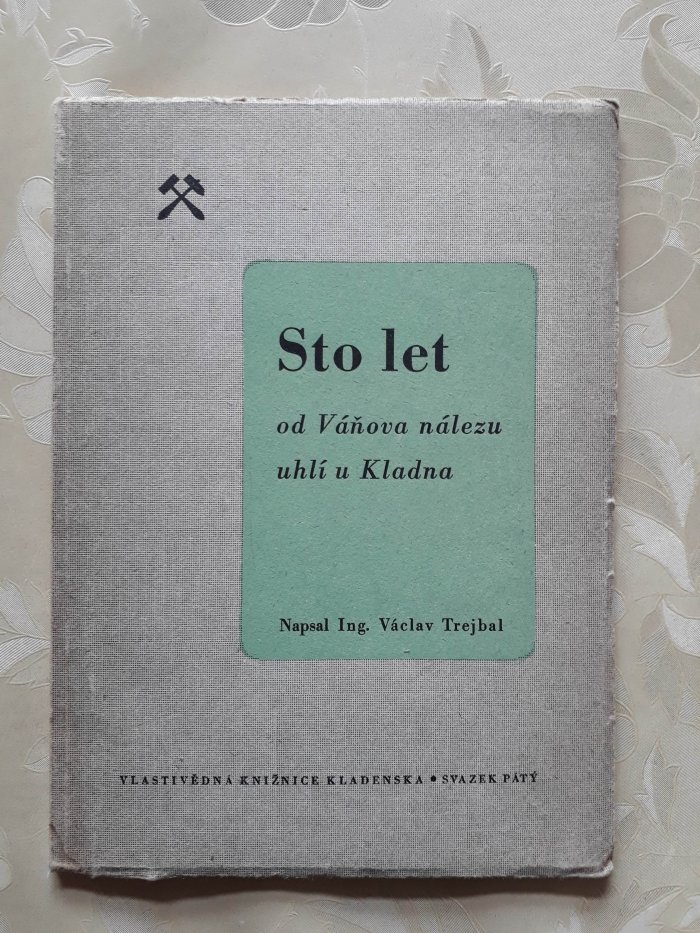 Sto let
od Váňova nálezu
uhlí u Kladna
Napsal Ing. Václav Trejbal
VLASTIVĚDNÁ KNIŽNICE KLADENSKA • SVAZEK PÁTÝ